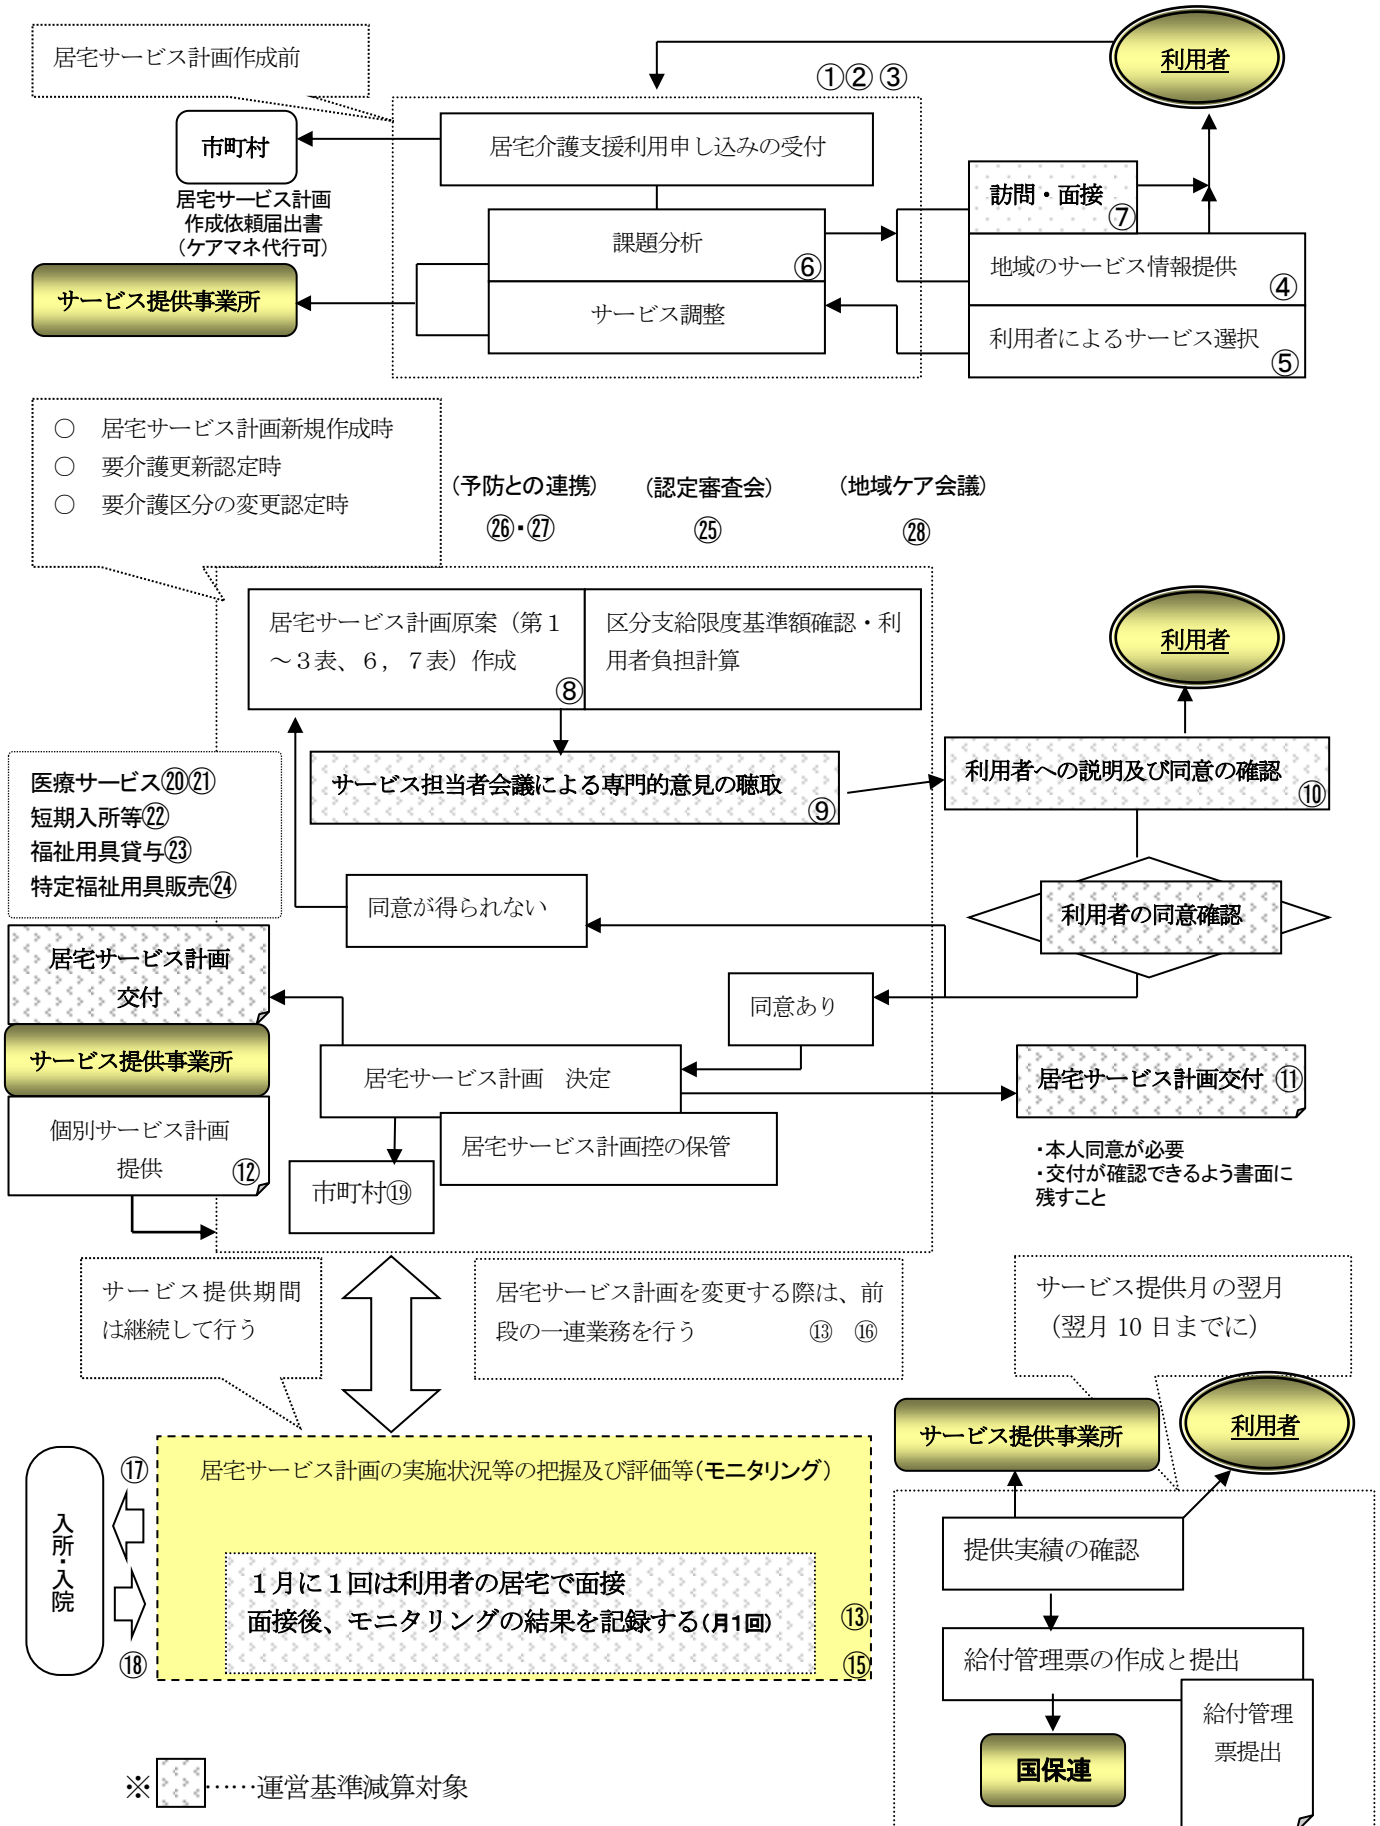 居宅サービス計画作成前
利用者
①② ③
市町村
居宅介護支援利用申し込みの受付
居宅サービス計画
作成依頼届出書
（ケアマネ代行可）
課題分析
⑥
訪問・面接
⑦
地域のサービス情報提供
④
サービス提供事業所
サービス調整
利用者によるサービス選択
⑤
○ 居宅サービス計画新規作成時
○ 要介護更新認定時
○ 要介護区分の変更認定時
（予防との連携）
㉖・㉗
（認定審査会）
㉕
（地域ケア会議）
㉘
居宅サービス計画原案（第１
～３表、６，７表）作成
⑧
区分支給限度基準額確認・利
用者負担計算
利用者
医療サービス⑳㉑
短期入所等㉒
福祉用具貸与㉓
特定福祉用具販売㉔
サービス担当者会議による専門的意見の聴取
⑨
利用者への説明及び同意の確認
⑩
同意が得られない
利用者の同意確認
居宅サービス計画
交付
同意あり
サービス提供事業所
居宅サービス計画　決定
居宅サービス計画交付 ⑪
個別サービス計画
提供
⑫
居宅サービス計画控の保管
・本人同意が必要
・交付が確認できるよう書面に
残すこと
市町村⑲
サービス提供期間
は継続して行う
居宅サービス計画を変更する際は、前
段の一連業務を行う　⑬　⑯
サービス提供月の翌月
（翌月 10 日までに）
サービス提供事業所
利用者
⑰
入所・入院
⑱
居宅サービス計画の実施状況等の把握及び評価等(モニタリング）
１月に１回は利用者の居宅で面接
面接後、モニタリングの結果を記録する(月1回)
⑬
⑮
提供実績の確認
給付管理票の作成と提出
給付管理
票提出
国保連
※ ……運営基準減算対象